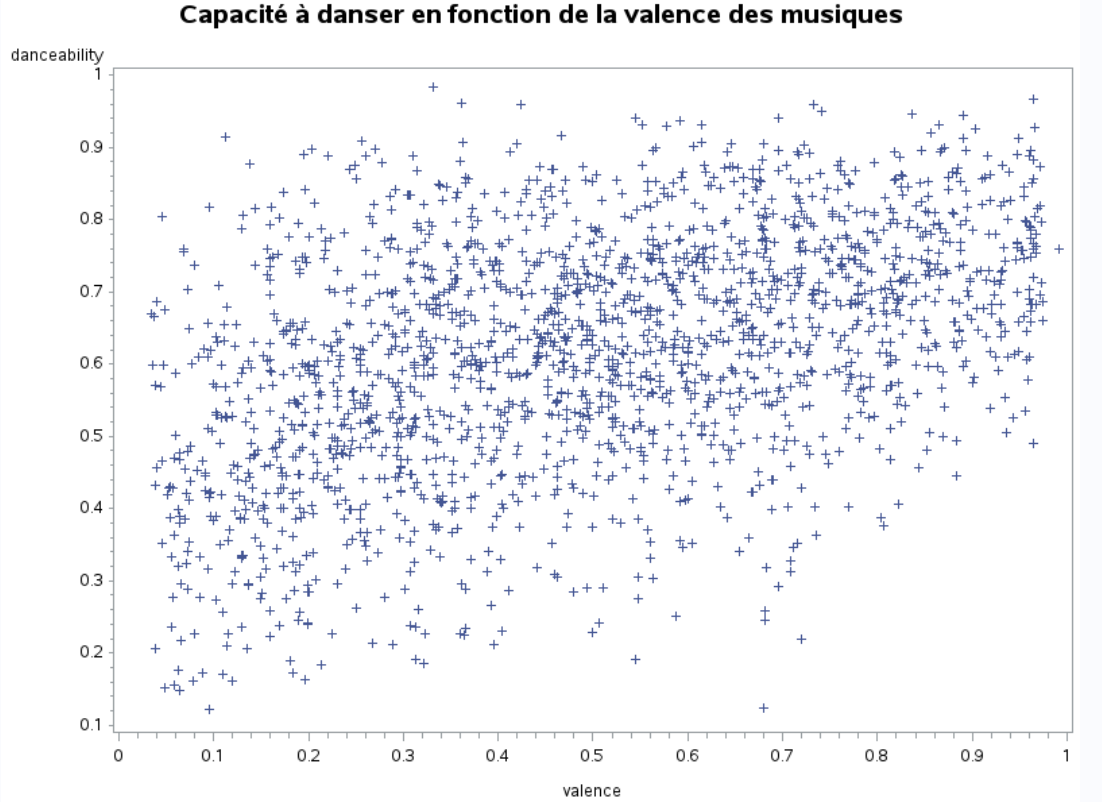 Capacité à danser en fonction de la valence des musiques
danceability
1
0.9
0.8
0.7
0.6
0.5
0.4
0.3
0.2
0.1
0 0.1 0.2 0.3 0.4 0.5 0.6 0.7 0.8 0.9 1
valence